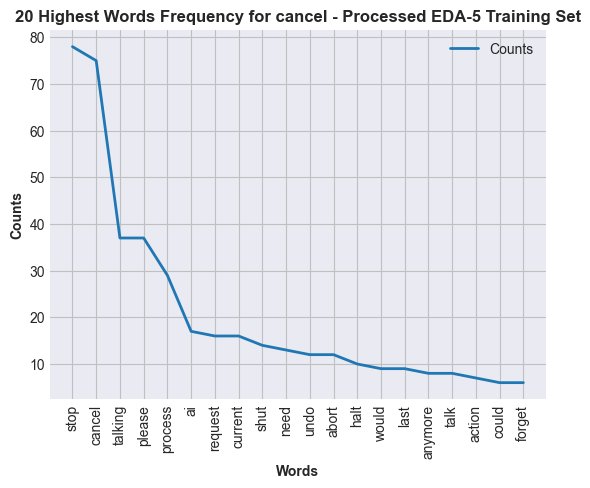 20 Highest Words Frequency for cancel - Processed EDA-5 Training Set
Counts
80
70
60
50
40
30
20
10
Counts
stop
cancel
talking
please
process
ai
request
current
shut
need
undo
abort
halt
would
last
anymore
talk
action
could
forget
Words